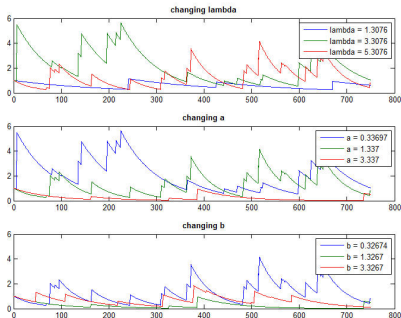 changing lambda
6
4
2
0
lambda = 1.3076
lambda = 3.3076
lambda = 5.3076
0 100 200 300 400 500 600 700 800
changing a
6
4
2
0
a = 0.33697
a = 1.337
a = 3.337
0 100 200 300 400 500 600 700 800
changing b
6
4
2
0
b = 0.32674
b = 1.3267
b = 3.3267
0 100 200 300 400 500 600 700 800